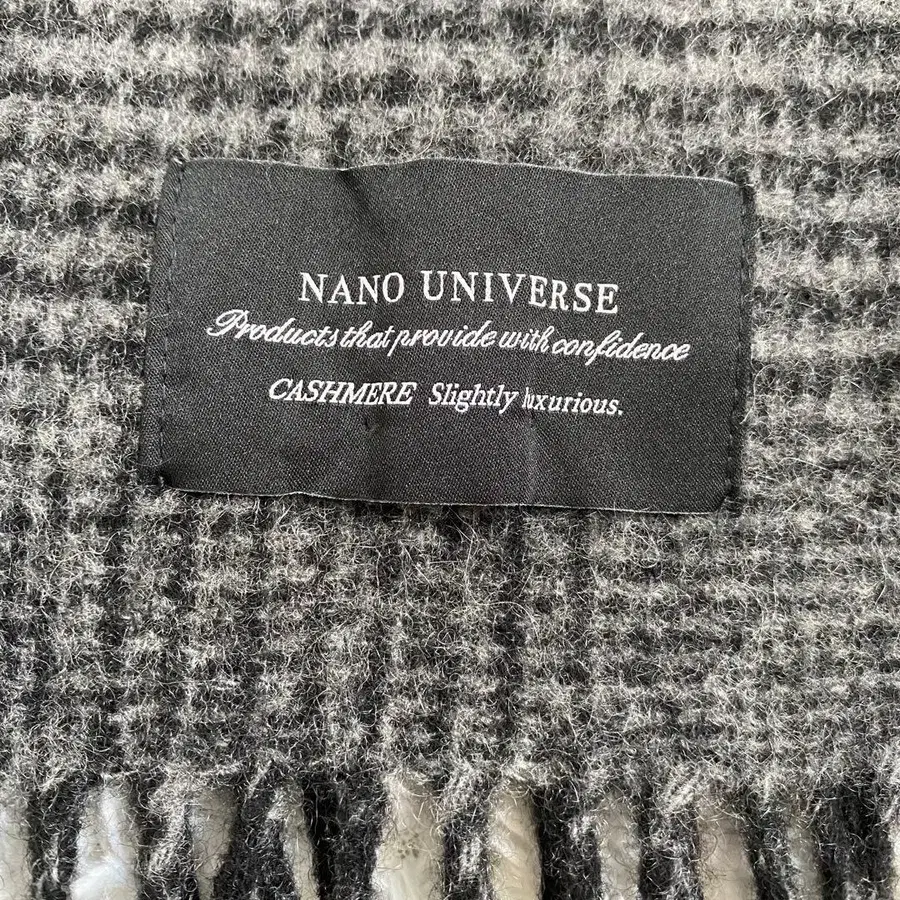 NANO UNIVERSE
Products that provide with confidence
CASHMERE Slightly luxurious.